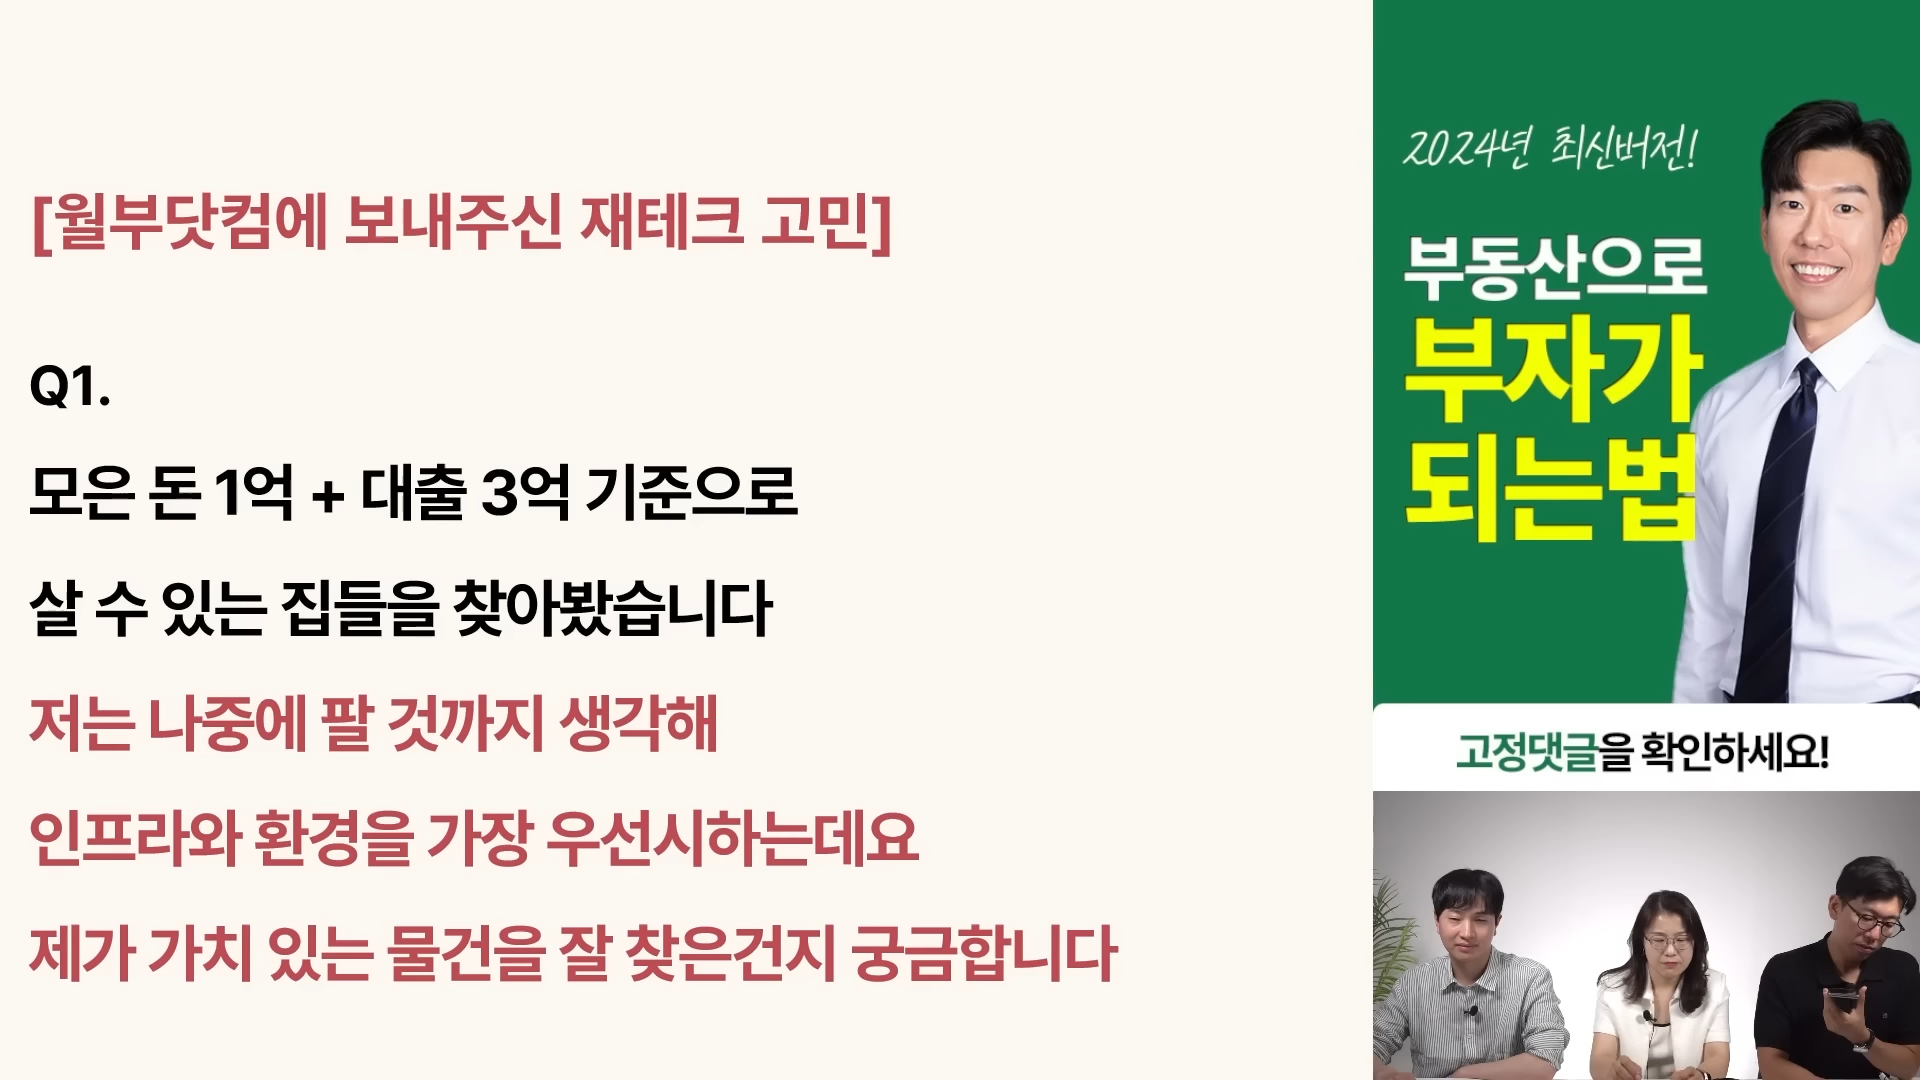 [월부닷컴에 보내주신 재테크 고민]
Q1.
모은 돈 1억 + 대출 3억 기준으로
살 수 있는 집들을 찾아봤습니다
저는 나중에 팔 것까지 생각해
인프라와 환경을 가장 우선시하는데요
제가 가치 있는 물건을 잘 찾은건지 궁금합니다
2024년 최신버전!
부동산으로
부자가
되는법
고정댓글을 확인하세요!